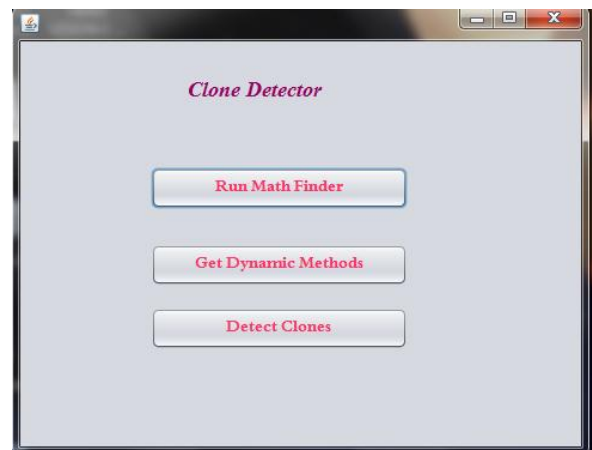 Clone Detector
Run Math Finder
Get Dynamic Methods
Detect Clones